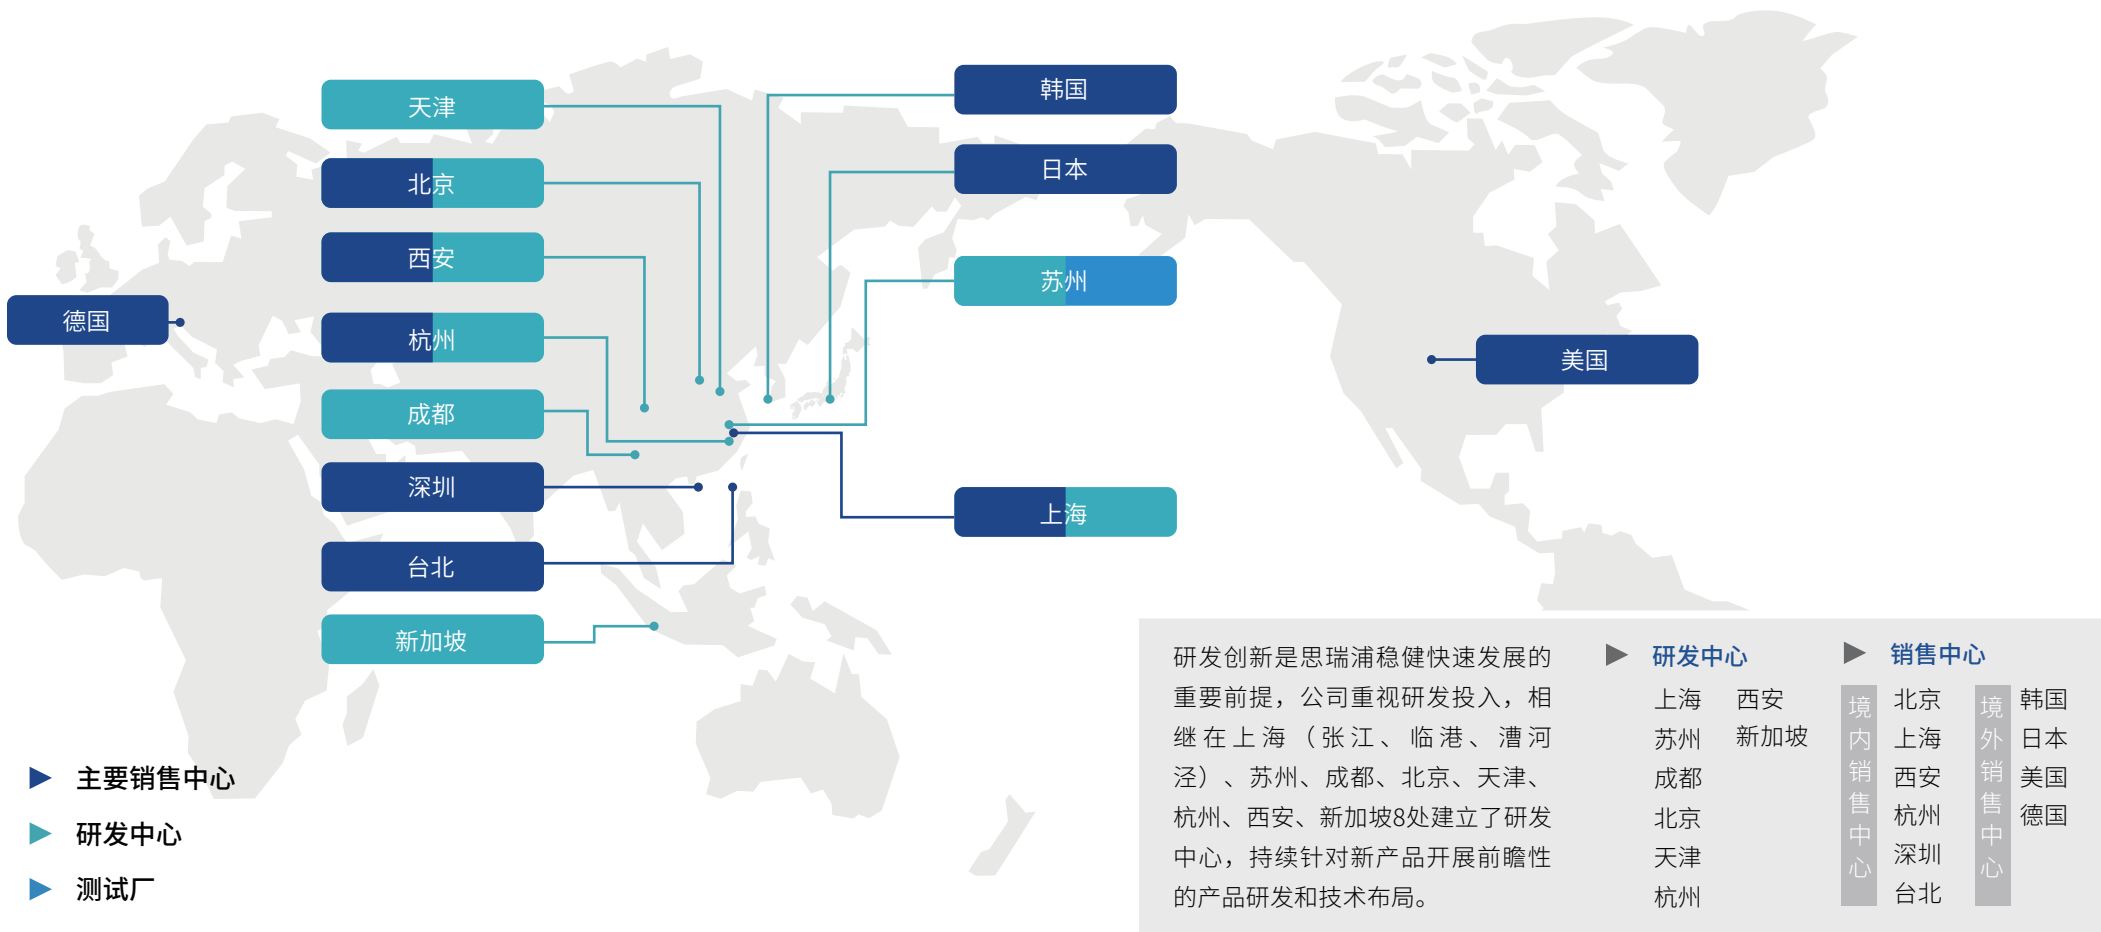 天津
北京
西安
杭州
成都
深圳
台北
新加坡
德国
韩国
日本
苏州
上海
美国
主要销售中心
研发中心
测试厂
研发创新是思瑞浦稳健快速发展的
重要前提，公司重视研发投入，相
继在上海（张江、临港、漕河
泾）、苏州、成都、北京、天津、
杭州、西安、新加坡8处建立了研发
中心，持续针对新产品开展前瞻性
的产品研发和技术布局。
研发中心
上海
苏州
成都
北京
天津
杭州
西安
新加坡
销售中心
境内销售中心
北京
上海
西安
杭州
深圳
台北
境外销售中心
韩国
日本
美国
德国